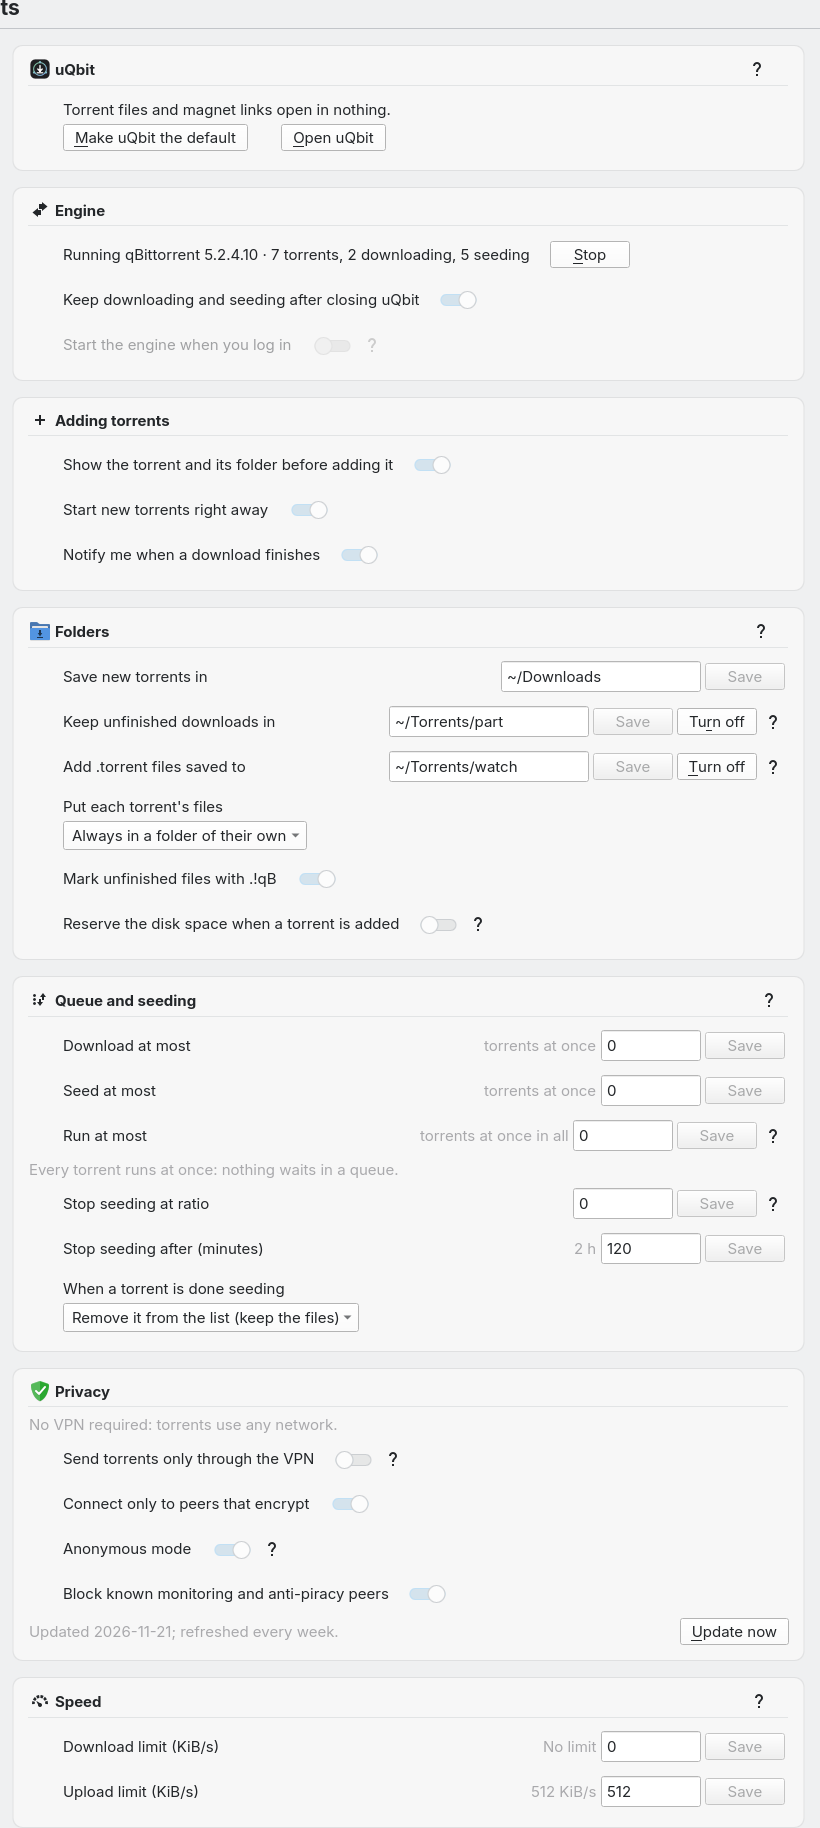 ts
uQbit ?
Torrent files and magnet links open in nothing.
Make uQbit the default Open uQbit
Engine
Running qBittorrent 5.2.4.10 · 7 torrents, 2 downloading, 5 seeding Stop
Keep downloading and seeding after closing uQbit
Start the engine when you log in ?
Adding torrents
Show the torrent and its folder before adding it
Start new torrents right away
Notify me when a download finishes
Folders ?
Save new torrents in ~/Downloads Save
Keep unfinished downloads in ~/Torrents/part Save Turn off ?
Add .torrent files saved to ~/Torrents/watch Save Turn off ?
Put each torrent's files
Always in a folder of their own
Mark unfinished files with .!qB
Reserve the disk space when a torrent is added ?
Queue and seeding ?
Download at most torrents at once 0 Save
Seed at most torrents at once 0 Save
Run at most torrents at once in all 0 Save ?
Every torrent runs at once: nothing waits in a queue.
Stop seeding at ratio 0 Save ?
Stop seeding after (minutes) 2 h 120 Save
When a torrent is done seeding
Remove it from the list (keep the files)
Privacy
No VPN required: torrents use any network.
Send torrents only through the VPN ?
Connect only to peers that encrypt
Anonymous mode ?
Block known monitoring and anti-piracy peers
Updated 2026-11-21; refreshed every week. Update now
Speed ?
Download limit (KiB/s) No limit 0 Save
Upload limit (KiB/s) 512 KiB/s 512 Save